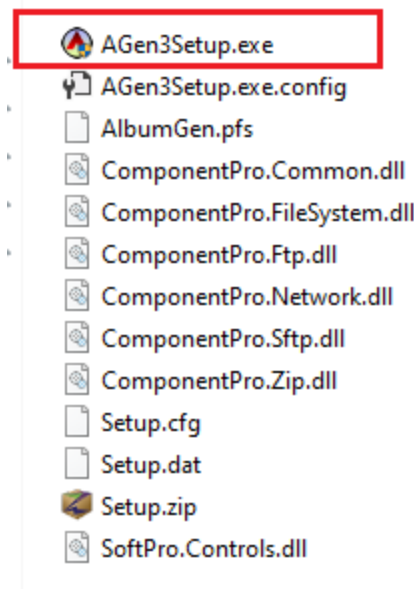 AGen3Setup.exe
AGen3Setup.exe.config
AlbumGen.pfs
ComponentPro.Common.dll
ComponentPro.FileSystem.dll
ComponentPro.Ftp.dll
ComponentPro.Network.dll
ComponentPro.Sftp.dll
ComponentPro.Zip.dll
Setup.cfg
Setup.dat
Setup.zip
SoftPro.Controls.dll